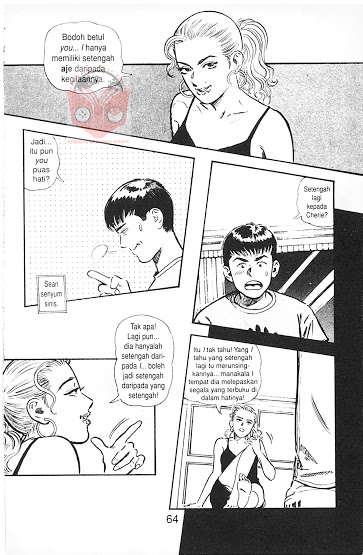 Bodoh betul
you... I hanya
memiliki setengah
aje daripada
kegilaannya.
Jadi...
itu pun
you
puas
hati?
Setengah
lagi
kepada
Cherie?
Sean
senyum
sinis.
Tak apa!
Lagi pun...
dia hanyalah
setengah dari-
pada I... boleh
jadi setengah
daripada yang
setengah!
Itu I tak tahu! Yang I
tahu yang setengah
lagi tu merunsing-
kannya... manakala I
tempat dia melepaskan
segala yang terbuku di
dalam hatinya!
64